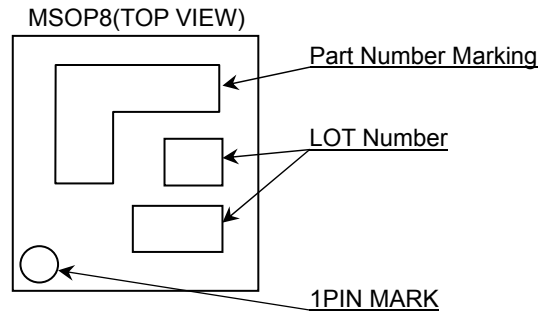 MSOP8(TOP VIEW)
Part Number Marking
LOT Number
1PIN MARK